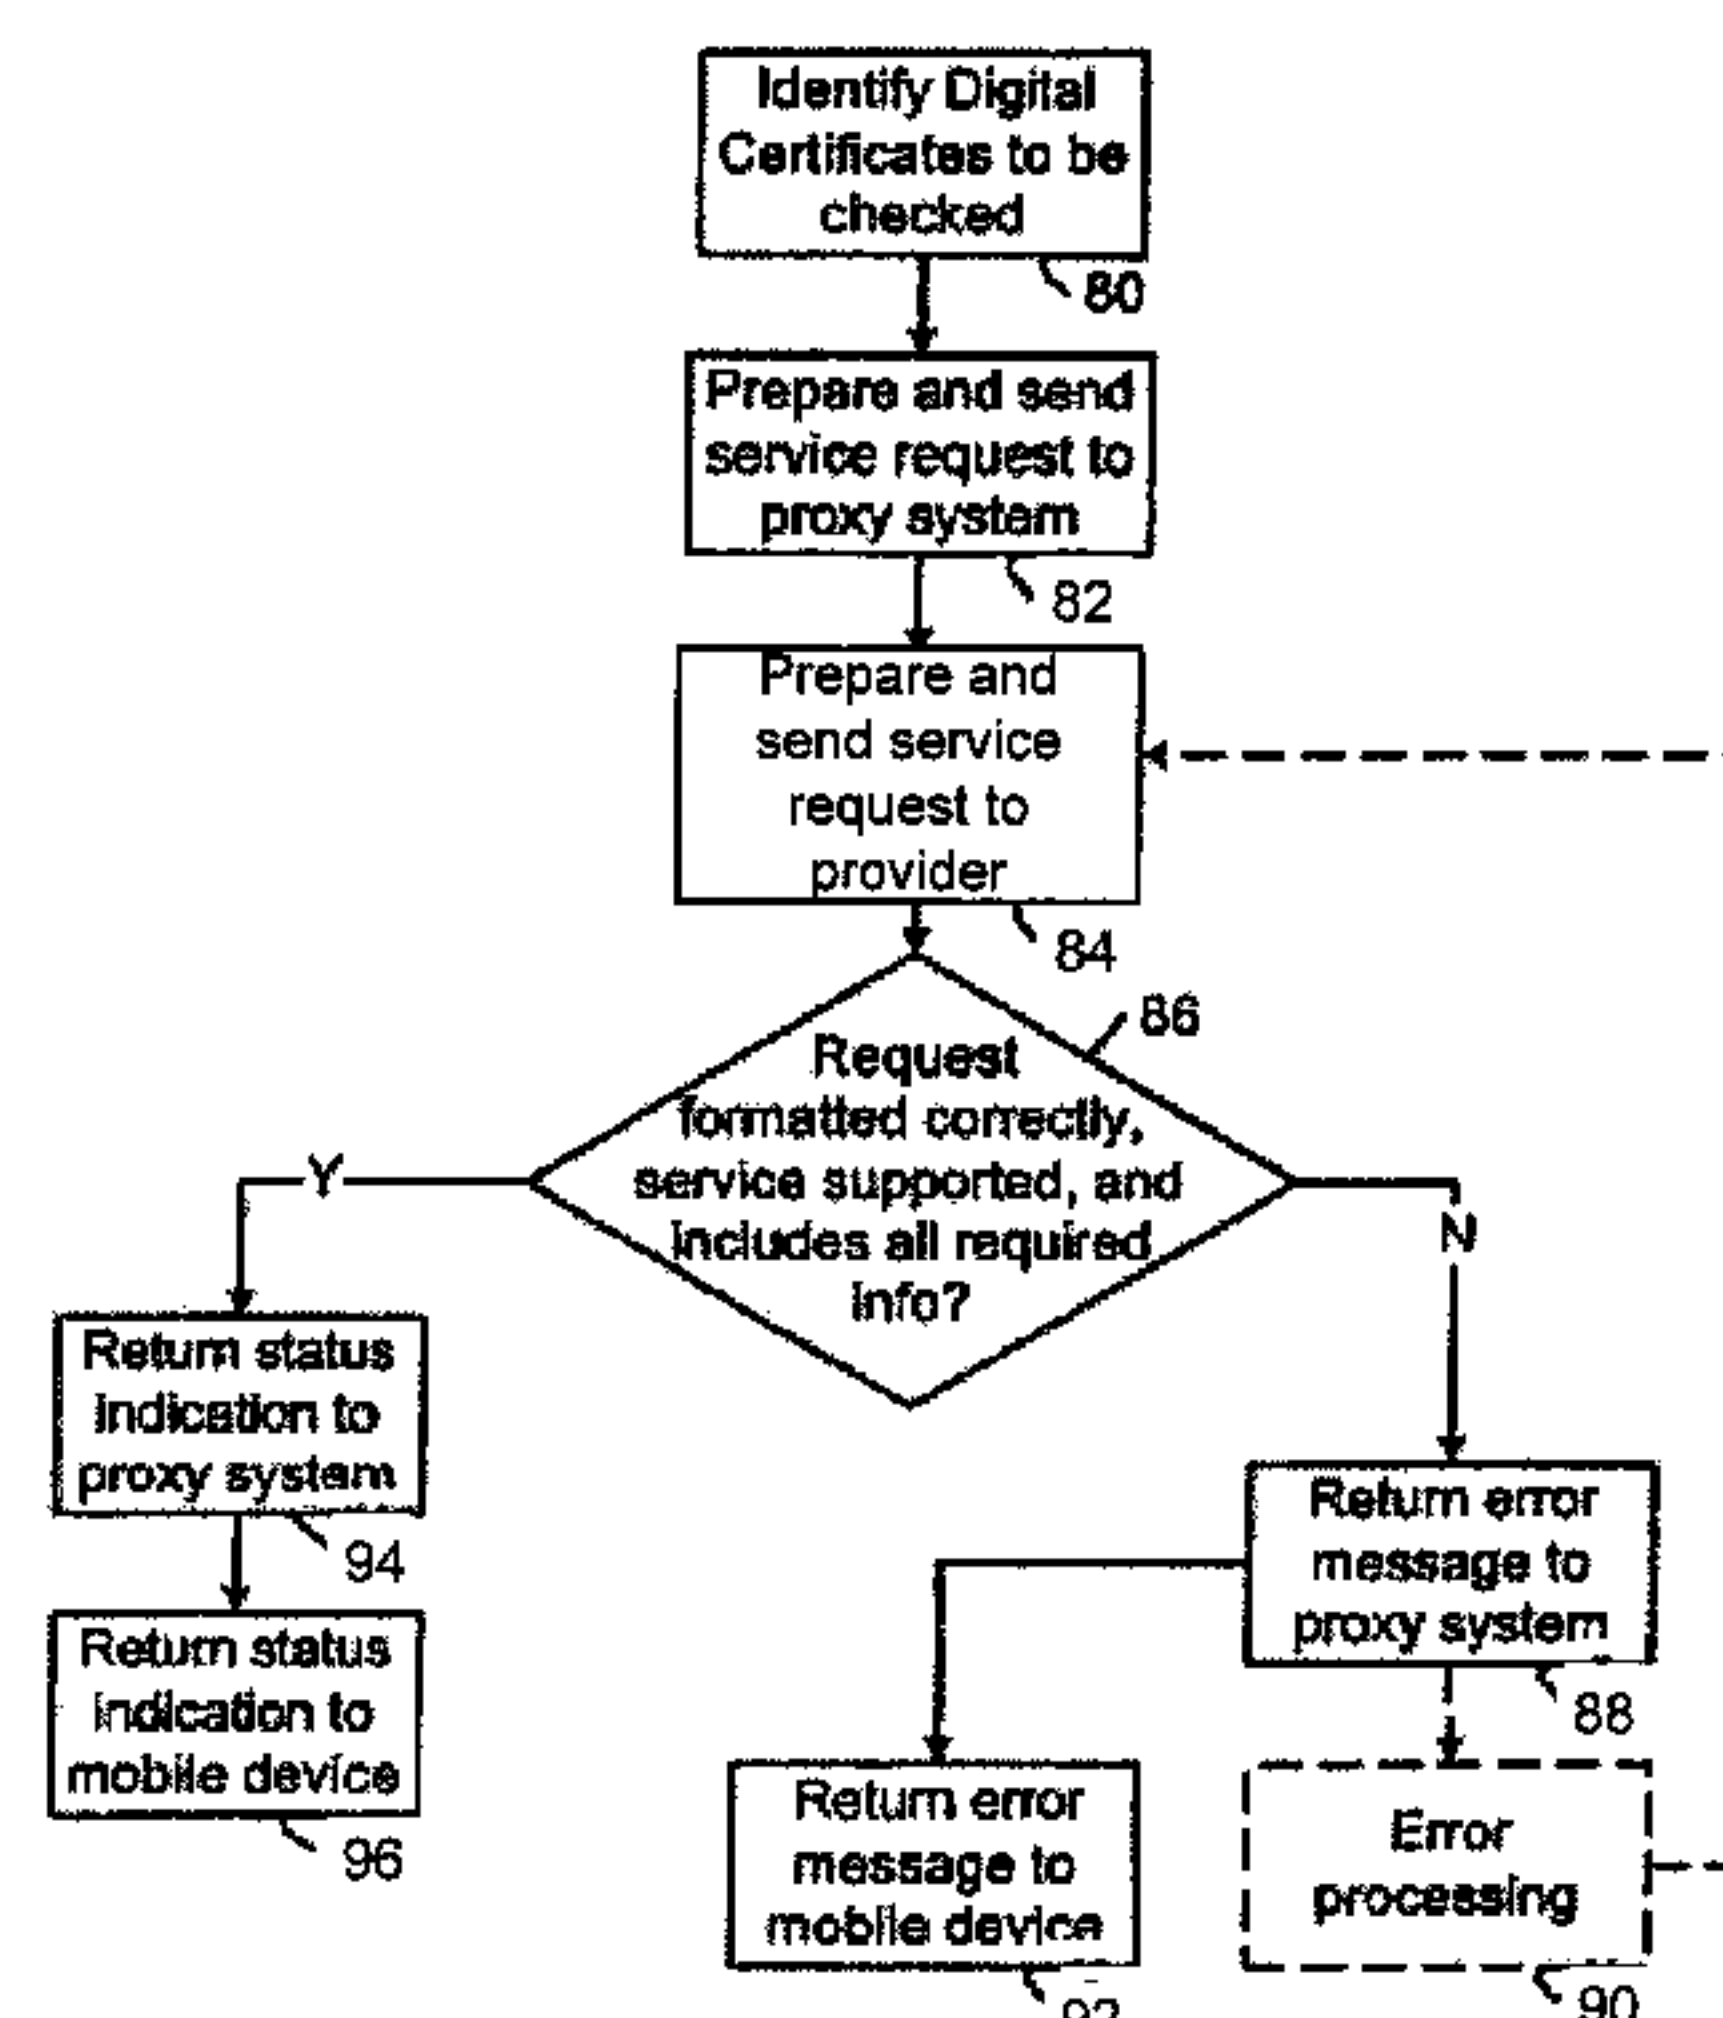 Identify Digital
Certificates to be
checked
80
Prepare and send
service request to
proxy system
82
Prepare and
send service
request to
provider
84
86
Request
formatted correctly,
service supported, and
includes all required
info?
Y
N
Return status
indication to
proxy system
94
Return error
message to
proxy system
88
Return status
indication to
mobile device
96
Return error
message to
mobile device
92
Error
processing
90